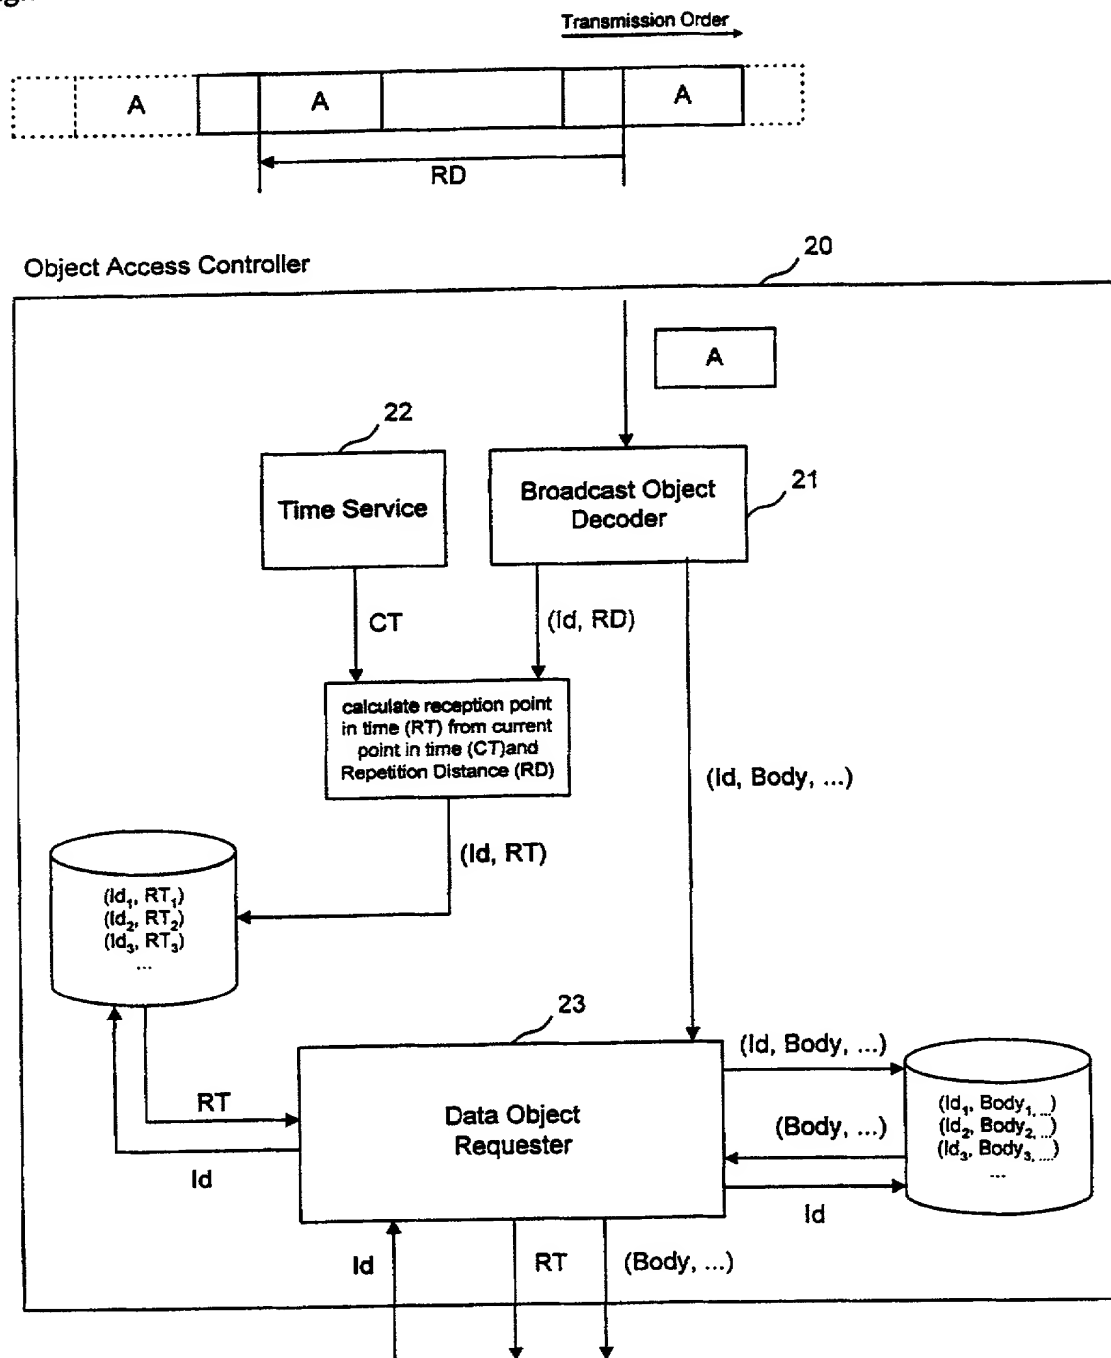 Transmission Order
A
A
A
RD
Object Access Controller
20
A
22
Time Service
Broadcast Object
Decoder
21
CT
(Id, RD)
calculate reception point
in time (RT) from current
point in time (CT)and
Repetition Distance (RD)
(Id, Body, ...)
(Id, RT)
(Id1, RT1)
(Id2, RT2)
(Id3, RT3)
...
23
(Id, Body, ...)
RT
Data Object
Requester
(Body, ...)
(Id1, Body1, ...)
(Id2, Body2, ...)
(Id3, Body3, ...)
...
Id
Id
Id
RT
(Body, ...)